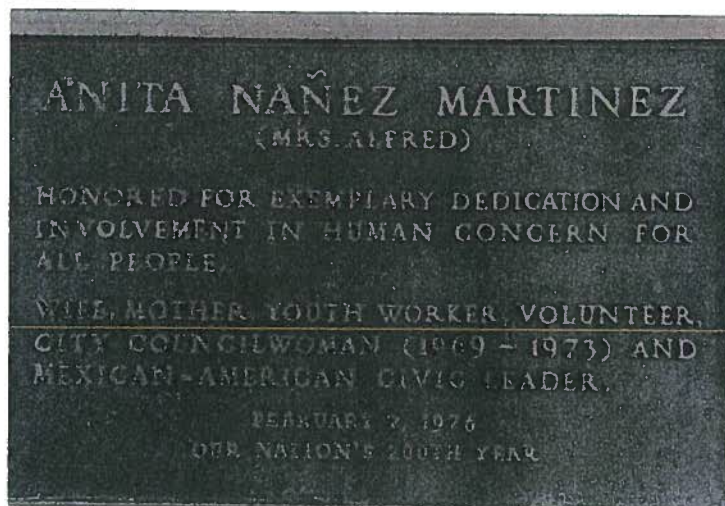 ANITA NAÑEZ MARTINEZ
(MRS. ALFRED)
HONORED FOR EXEMPLARY DEDICATION AND
INVOLVEMENT IN HUMAN CONCERN FOR
ALL PEOPLE.
WIFE, MOTHER, YOUTH WORKER, VOLUNTEER,
CITY COUNCILWOMAN (1969 - 1973) AND
MEXICAN-AMERICAN CIVIC LEADER.
FEBRUARY 7, 1976
OUR NATION'S 200TH YEAR